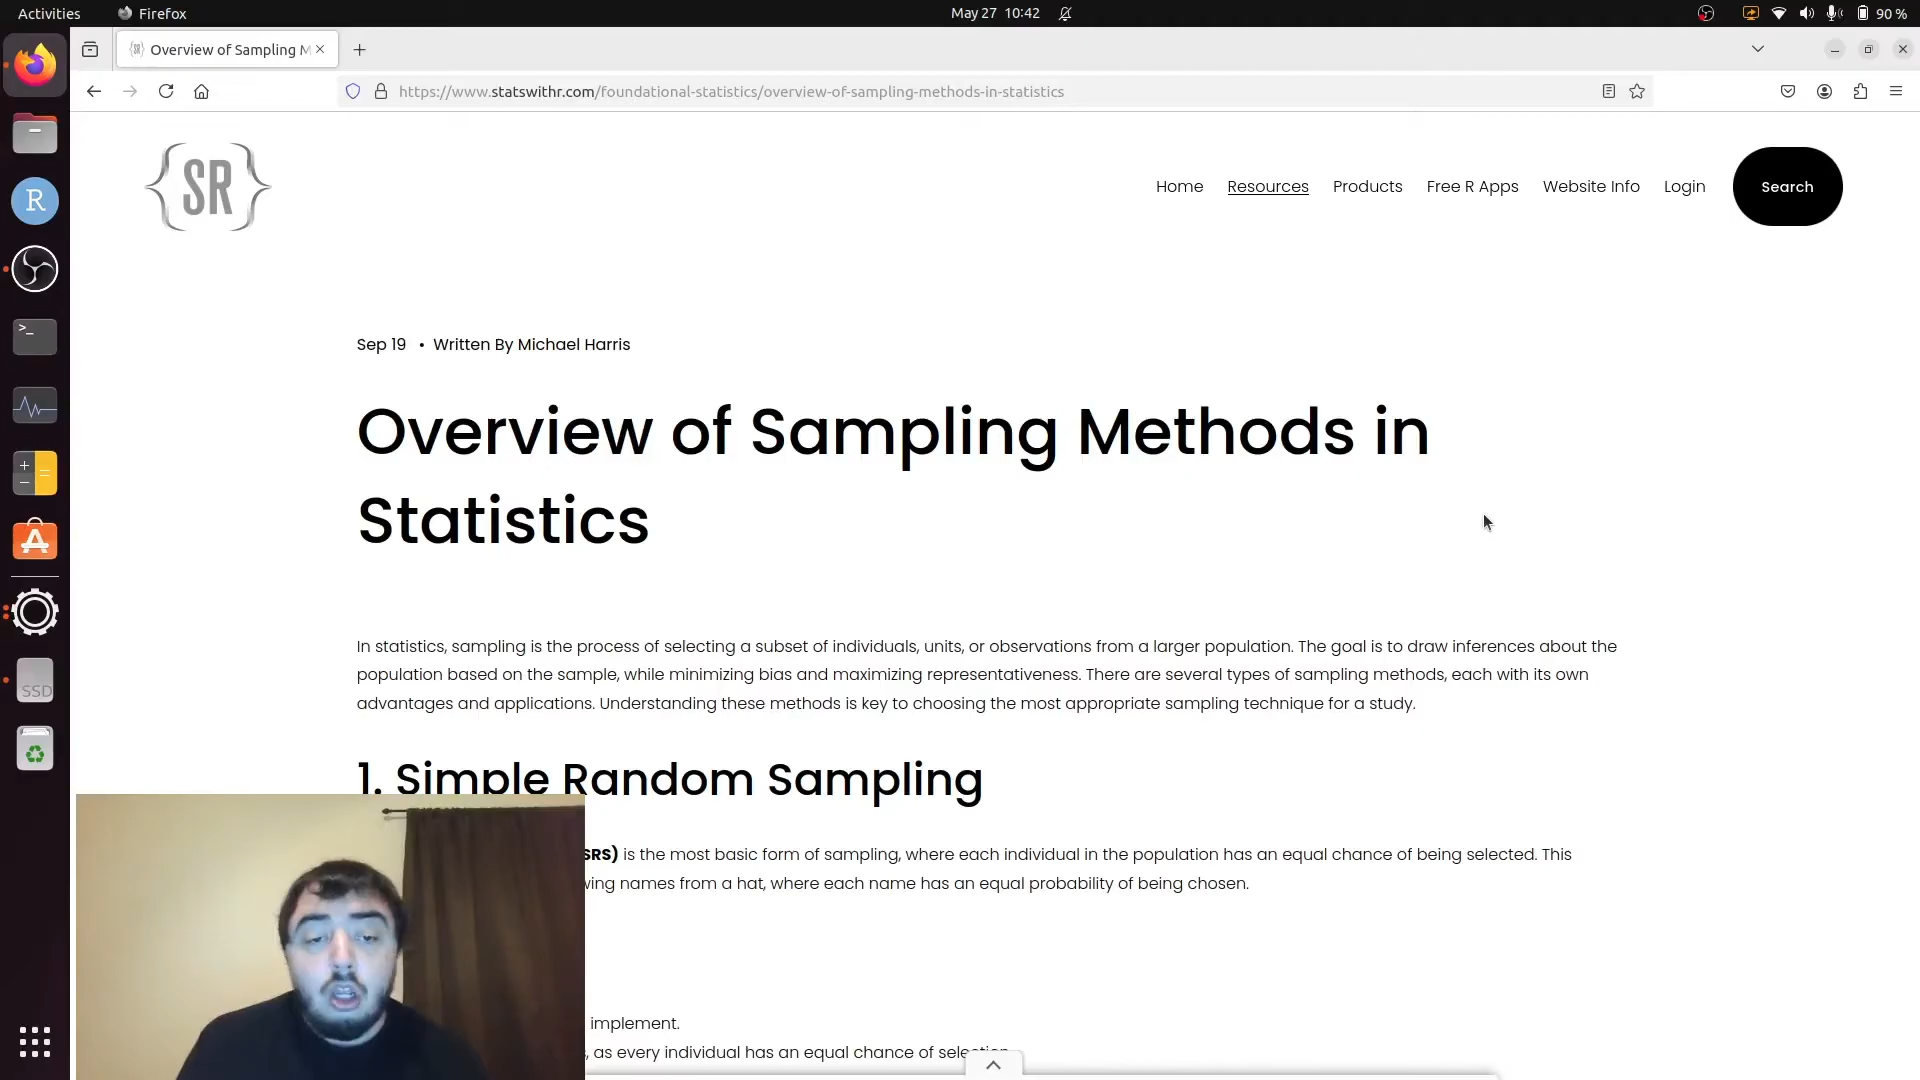 Activities
Firefox
May 27 10:42
90 %
Overview of Sampling M
https://www.statswithr.com/foundational-statistics/overview-of-sampling-methods-in-statistics
SR
Home
Resources
Products
Free R Apps
Website Info
Login
Search
Sep 19 • Written By Michael Harris
Overview of Sampling Methods in
Statistics
In statistics, sampling is the process of selecting a subset of individuals, units, or observations from a larger population. The goal is to draw inferences about the
population based on the sample, while minimizing bias and maximizing representativeness. There are several types of sampling methods, each with its own
advantages and applications. Understanding these methods is key to choosing the most appropriate sampling technique for a study.
1. Simple Random Sampling
SRS) is the most basic form of sampling, where each individual in the population has an equal chance of being selected. This
wing names from a hat, where each name has an equal probability of being chosen.
implement.
, as every individual has an equal chance of selection
R
SSD